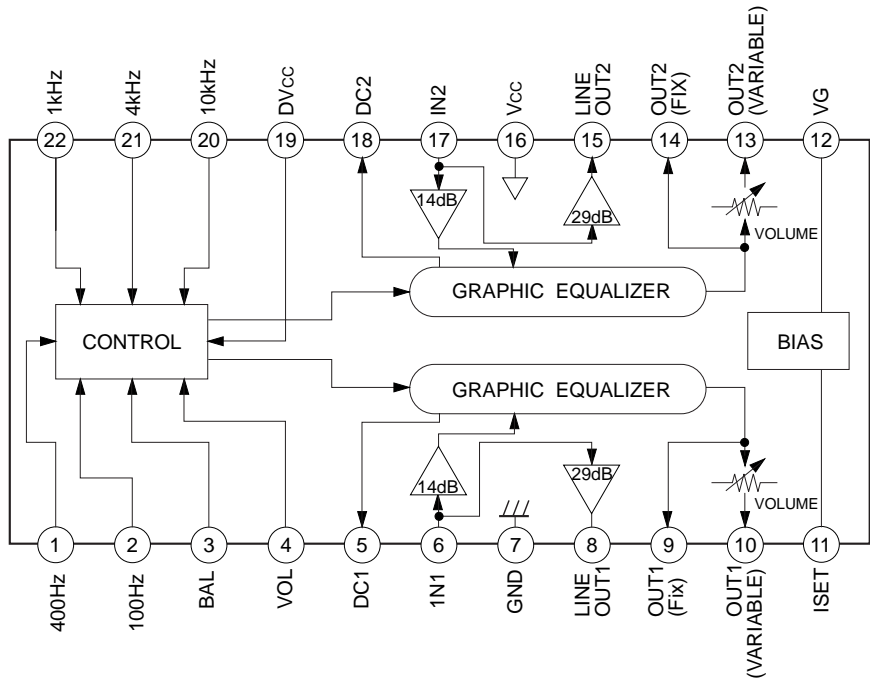 1kHz
4kHz
10kHz
DVcc
DC2
IN2
Vcc
LINE
OUT2
OUT2
(FIX)
OUT2
(VARIABLE)
VG
22
21
20
19
18
17
16
15
14
13
12
14dB
29dB
VOLUME
GRAPHIC EQUALIZER
CONTROL
BIAS
GRAPHIC EQUALIZER
14dB
29dB
VOLUME
1
2
3
4
5
6
7
8
9
10
11
400Hz
100Hz
BAL
VOL
DC1
1N1
GND
LINE
OUT1
OUT1
(Fix)
OUT1
(VARIABLE)
ISET